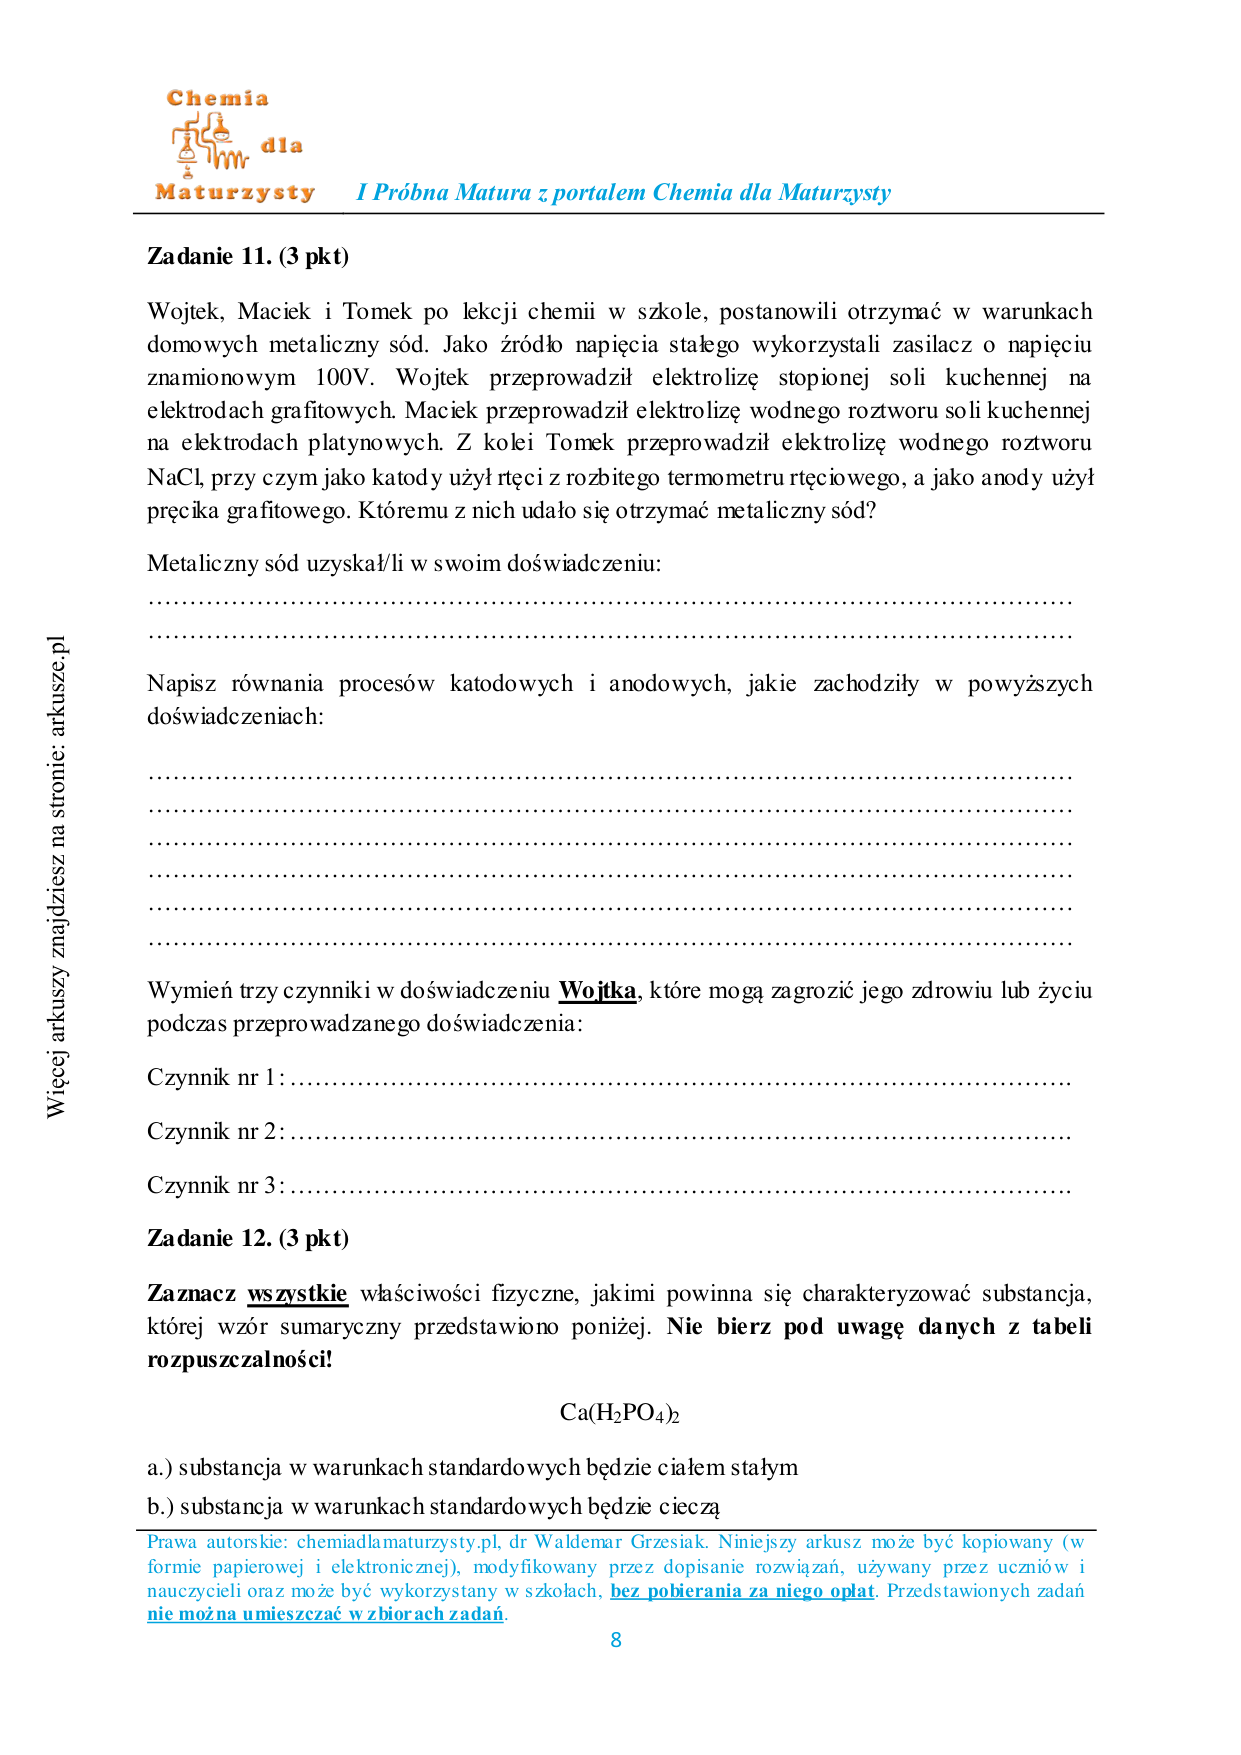 Chemia
dla
Maturzysty
I Próbna Matura z portalem Chemia dla Maturzysty
Zadanie 11. (3 pkt)
Wojtek, Maciek i Tomek po lekcji chemii w szkole, postanowili otrzymać w warunkach
domowych metaliczny sód. Jako źródło napięcia stałego wykorzystali zasilacz o napięciu
znamionowym 100V. Wojtek przeprowadził elektrolizę stopionej soli kuchennej na
elektrodach grafitowych. Maciek przeprowadził elektrolizę wodnego roztworu soli kuchennej
na elektrodach platynowych. Z kolei Tomek przeprowadził elektrolizę wodnego roztworu
NaCl, przy czym jako katody użył rtęci z rozbitego termometru rtęciowego, a jako anody użył
pręcika grafitowego. Któremu z nich udało się otrzymać metaliczny sód?
Metaliczny sód uzyskał/li w swoim doświadczeniu:
…………………………………………………………………………………………………
…………………………………………………………………………………………………
Napisz równania procesów katodowych i anodowych, jakie zachodziły w powyższych
doświadczeniach:
…………………………………………………………………………………………………
…………………………………………………………………………………………………
…………………………………………………………………………………………………
…………………………………………………………………………………………………
…………………………………………………………………………………………………
…………………………………………………………………………………………………
Wymień trzy czynniki w doświadczeniu Wojtka, które mogą zagrozić jego zdrowiu lub życiu
podczas przeprowadzanego doświadczenia:
Czynnik nr 1: ………………………………………………………………………………….
Czynnik nr 2: ………………………………………………………………………………….
Czynnik nr 3: ………………………………………………………………………………….
Zadanie 12. (3 pkt)
Zaznacz wszystkie właściwości fizyczne, jakimi powinna się charakteryzować substancja,
której wzór sumaryczny przedstawiono poniżej. Nie bierz pod uwagę danych z tabeli
rozpuszczalności!
Ca(H₂PO₄)₂
a.) substancja w warunkach standardowych będzie ciałem stałym
b.) substancja w warunkach standardowych będzie cieczą
Prawa autorskie: chemiadlamaturzysty.pl, dr Waldemar Grzesiak. Niniejszy arkusz może być kopiowany (w
formie papierowej i elektronicznej), modyfikowany przez dopisanie rozwiązań, używany przez uczniów i
nauczycieli oraz może być wykorzystany w szkołach, bez pobierania za niego opłat. Przedstawionych zadań
nie można umieszczać w zbiorach zadań.
8
Więcej arkuszy znajdziesz na stronie: arkusze.pl